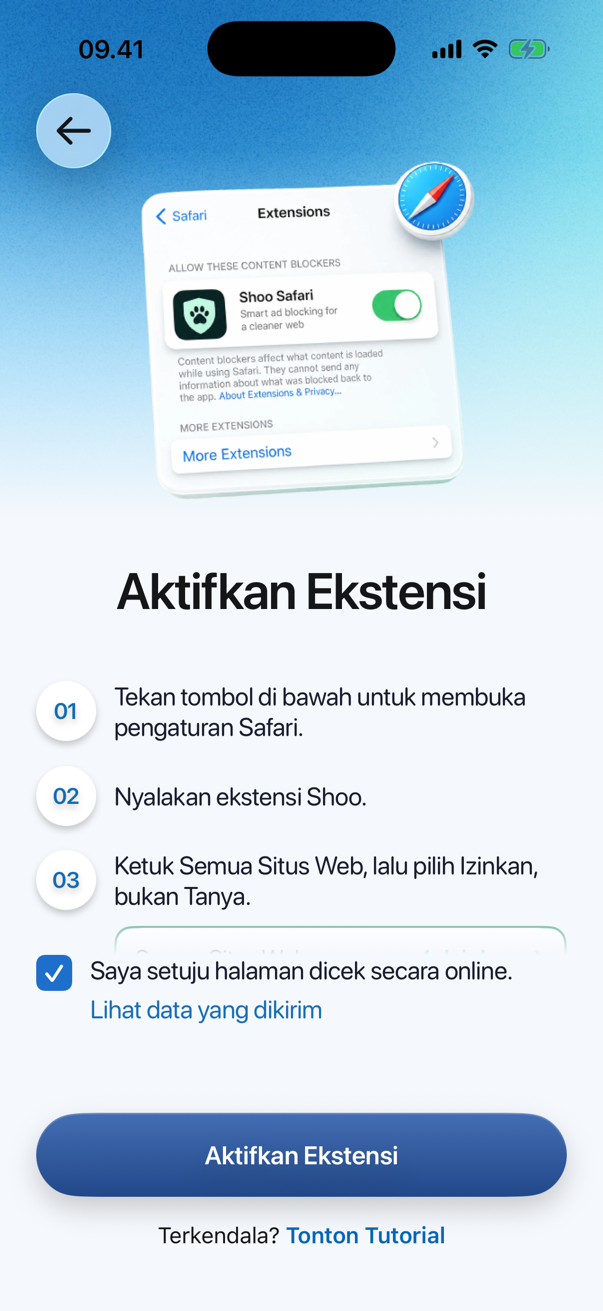 09.41
Safari
Extensions
ALLOW THESE CONTENT BLOCKERS
Shoo Safari
Smart ad blocking for
a cleaner web
Content blockers affect what content is loaded
while using Safari. They cannot send any
information about what was blocked back to
the app. About Extensions & Privacy...
MORE EXTENSIONS
More Extensions
Aktifkan Ekstensi
01
Tekan tombol di bawah untuk membuka
pengaturan Safari.
02
Nyalakan ekstensi Shoo.
03
Ketuk Semua Situs Web, lalu pilih Izinkan,
bukan Tanya.
Saya setuju halaman dicek secara online.
Lihat data yang dikirim
Aktifkan Ekstensi
Terkendala? Tonton Tutorial